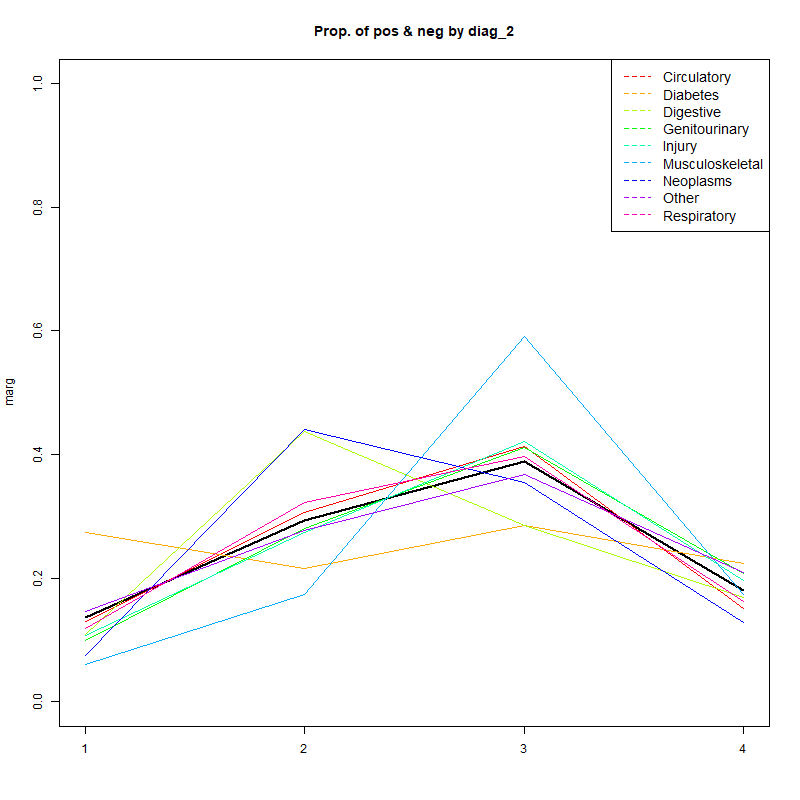 Prop. of pos & neg by diag_2
1.0
0.8
0.6
0.4
0.2
0.0
marg
1 2 3 4
Circulatory
Diabetes
Digestive
Genitourinary
Injury
Musculoskeletal
Neoplasms
Other
Respiratory